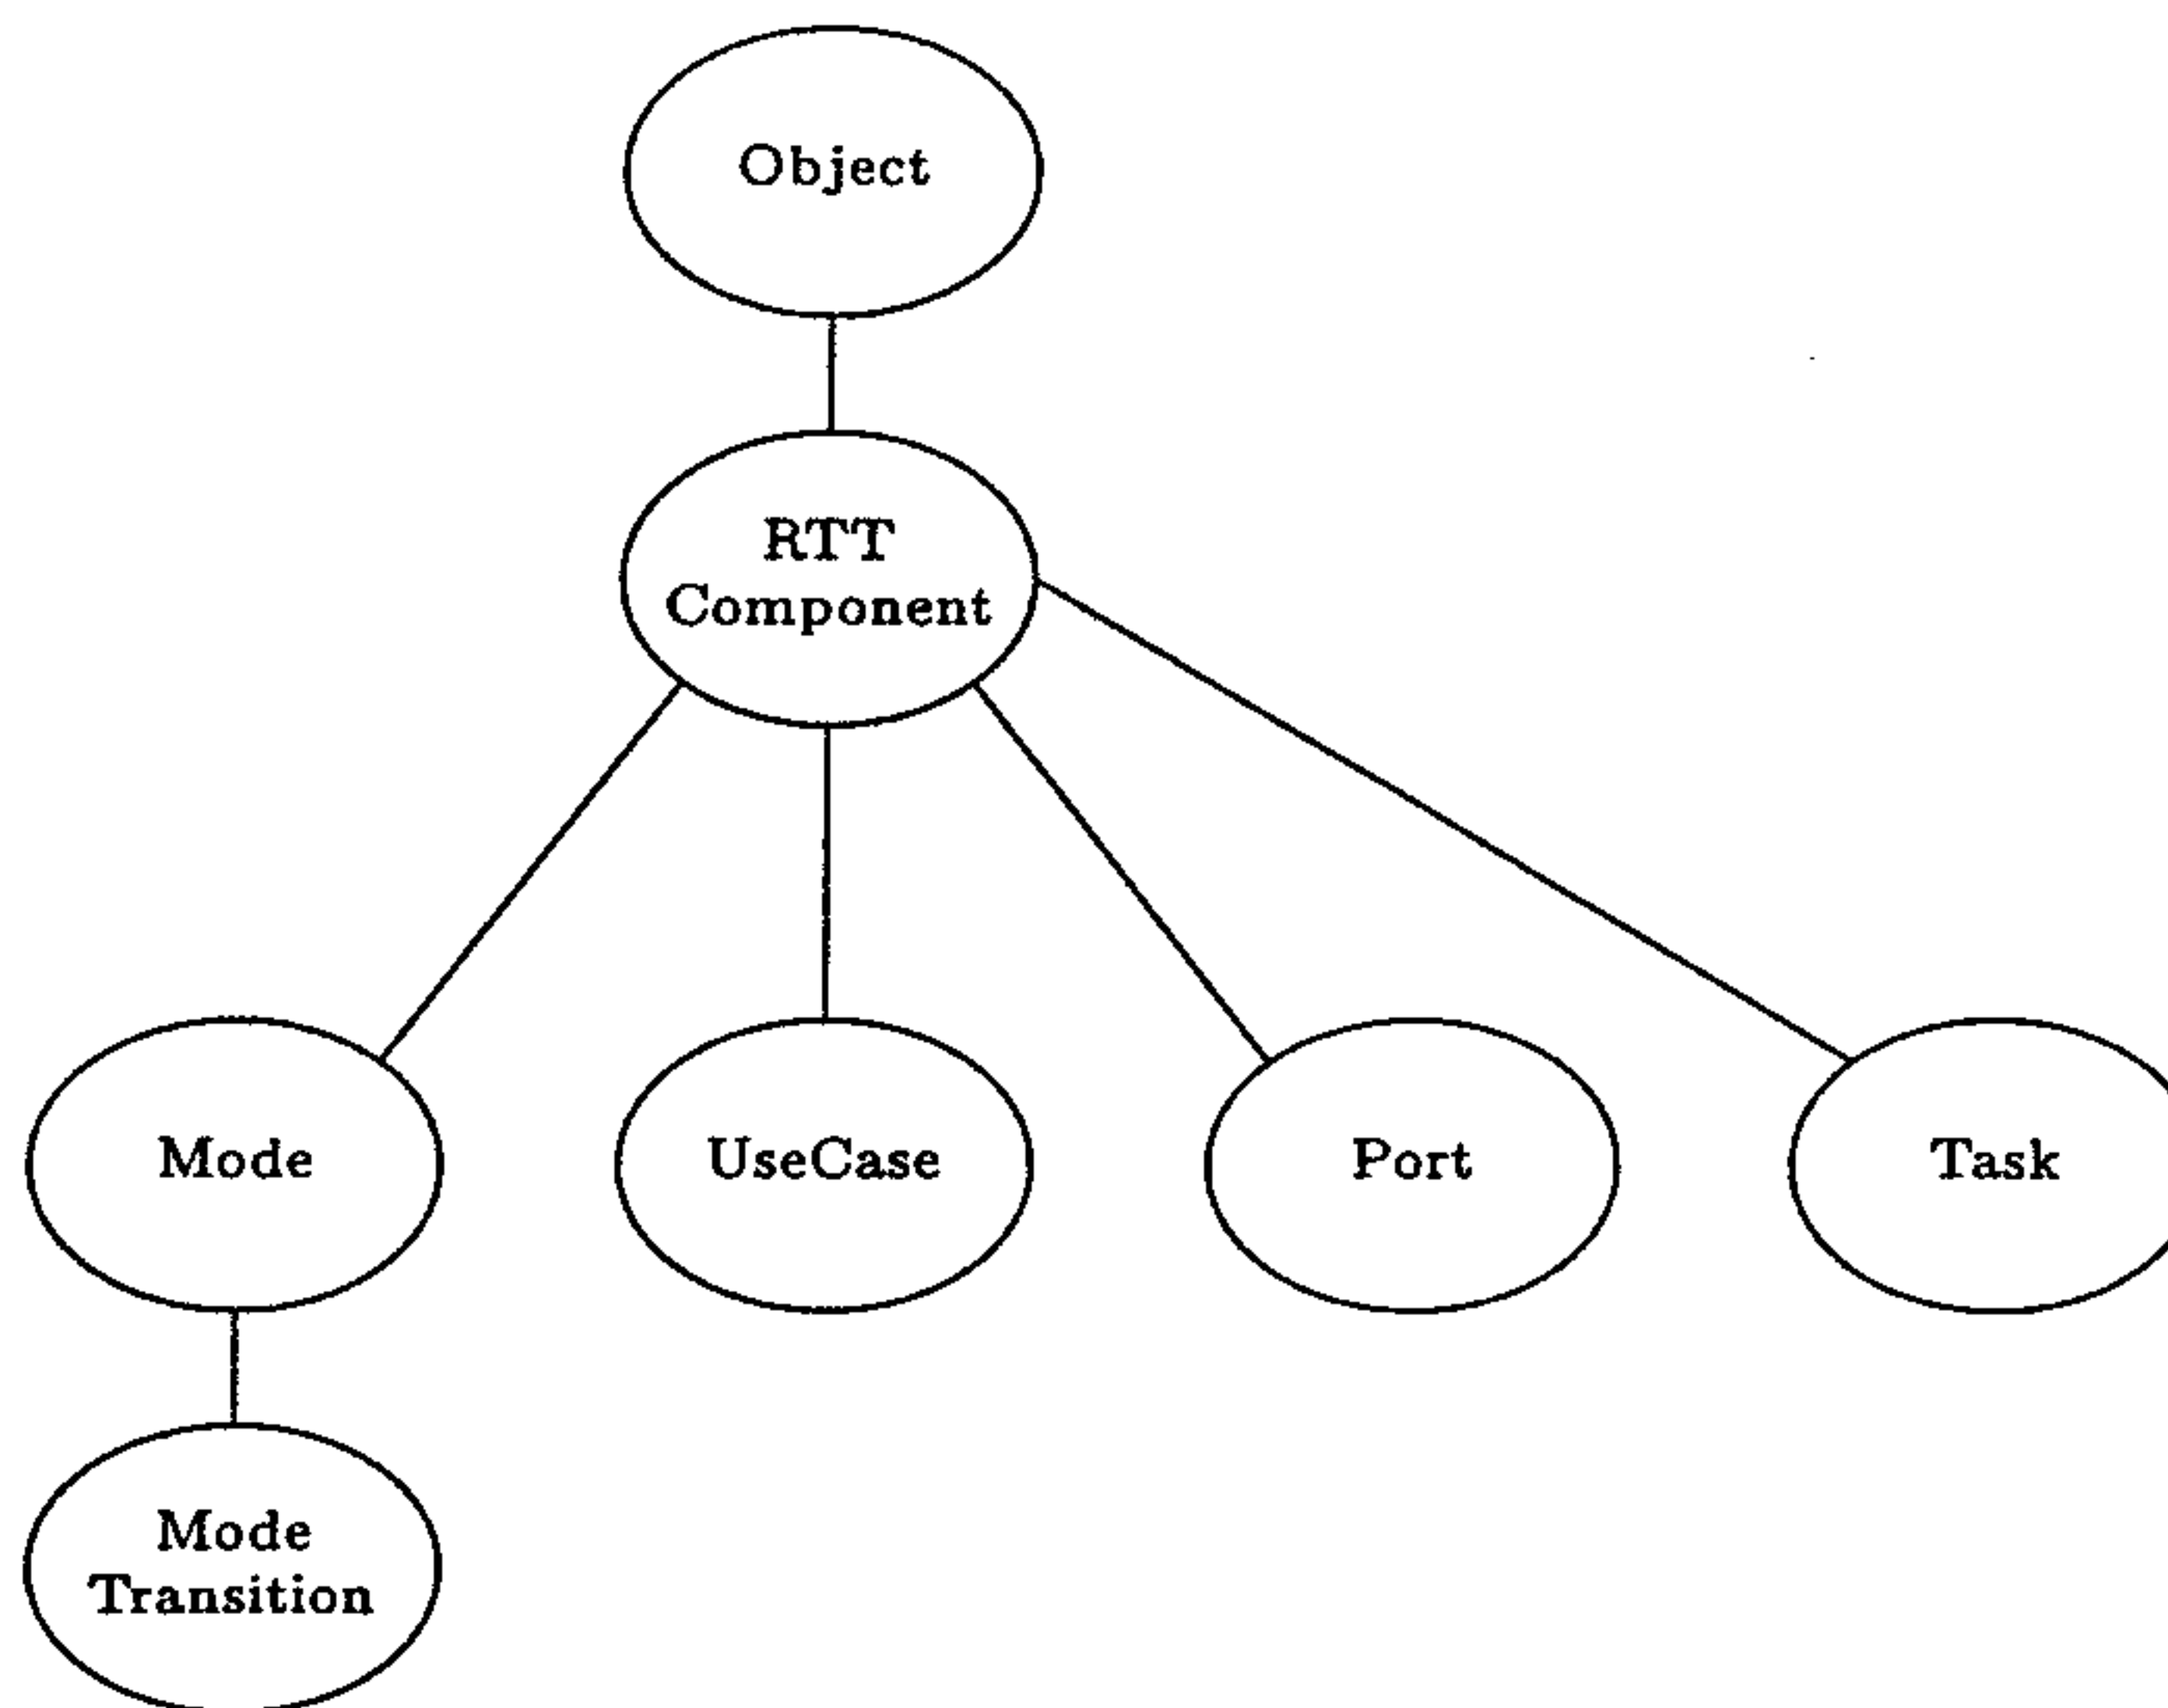 Object
RTT
Component
Mode
UseCase
Port
Task
Mode
Transition